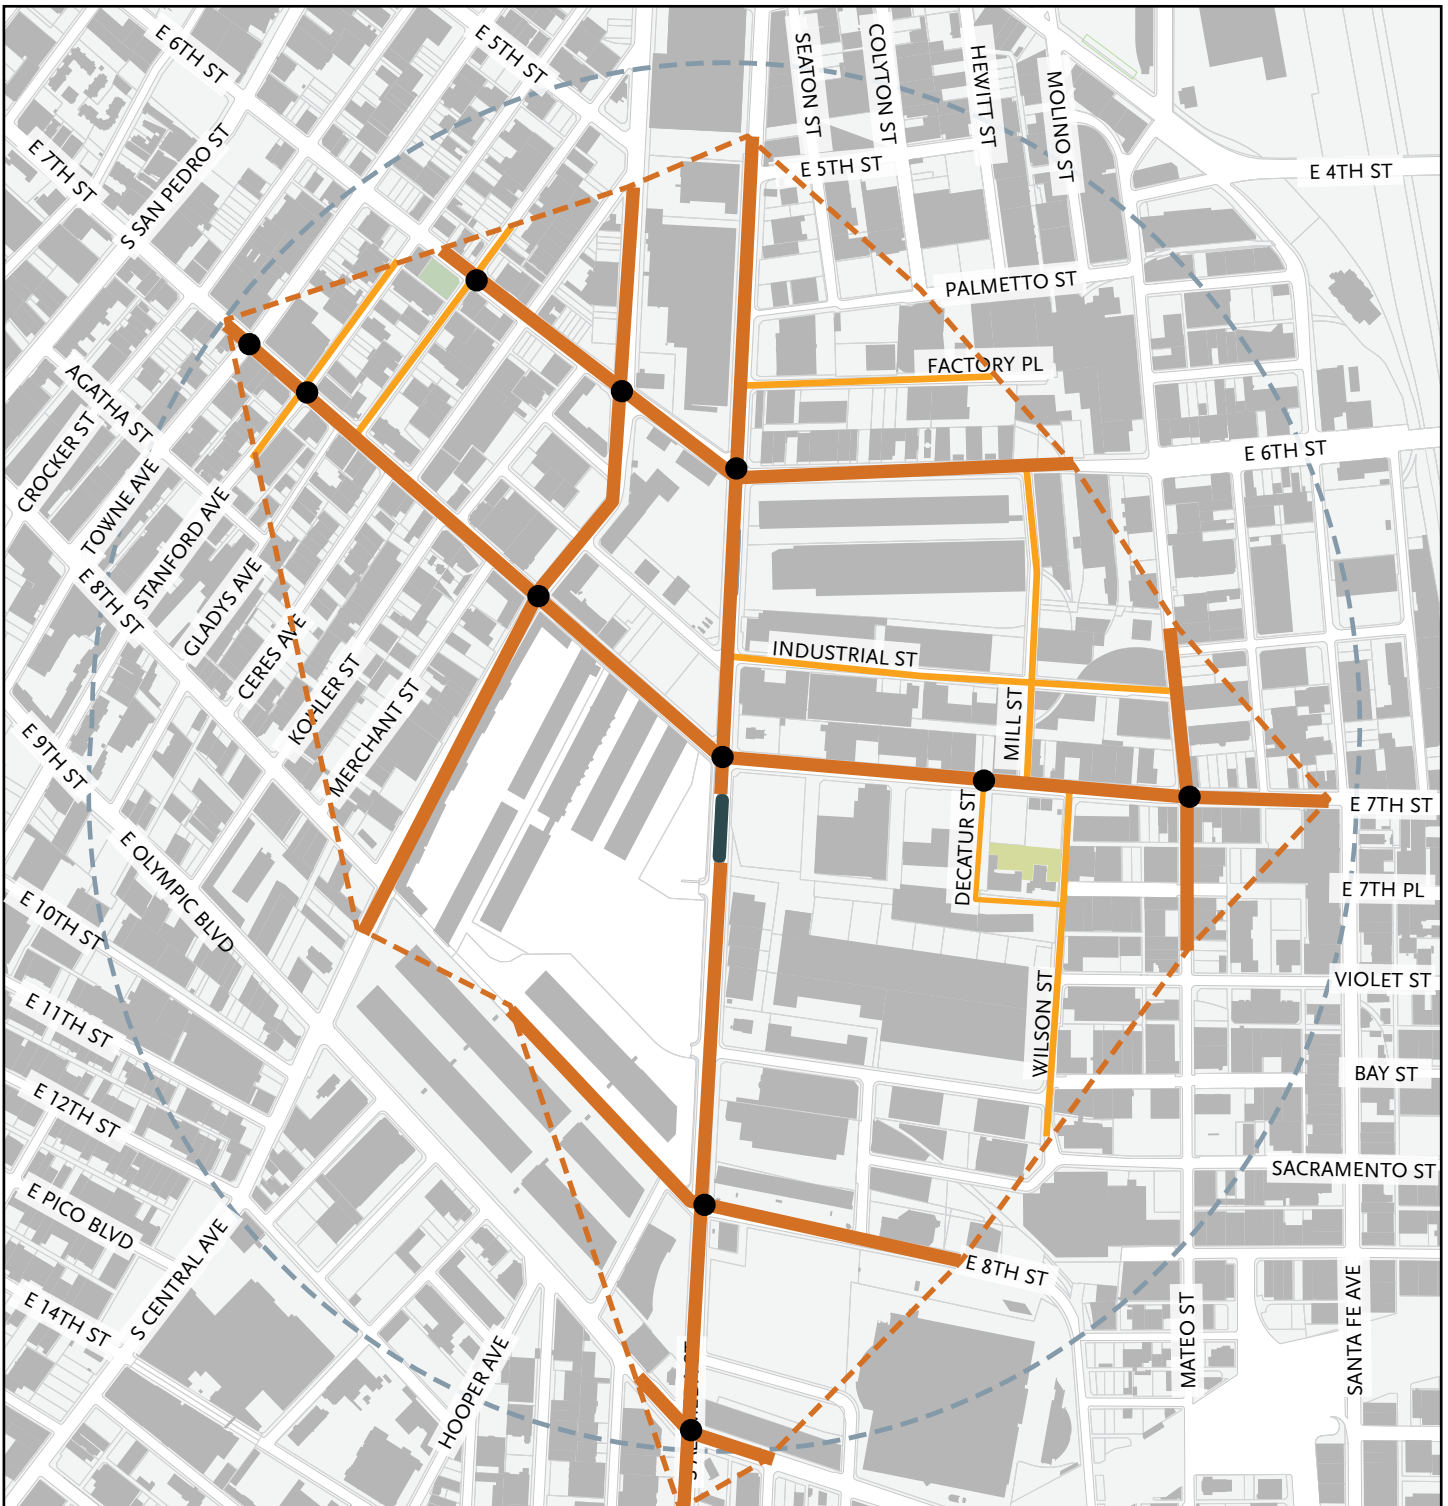 E 6TH ST
E 5TH ST
SEATON ST
COLYTON ST
HEWITT ST
MOLINO ST
E 7TH ST
S SAN PEDRO ST
E 5TH ST
E 4TH ST
PALMETTO ST
FACTORY PL
AGATHA ST
CROCKER ST
E 6TH ST
TOWNE AVE
STANFORD AVE
E 8TH ST
GLADYS AVE
CERES AVE
KOHLER ST
MERCHANT ST
INDUSTRIAL ST
MILL ST
E 9TH ST
E 7TH ST
DECATUR ST
E OLYMPIC BLVD
E 7TH PL
E 10TH ST
VIOLET ST
E 11TH ST
WILSON ST
BAY ST
E 12TH ST
SACRAMENTO ST
E PICO BLVD
S CENTRAL AVE
E 8TH ST
E 14TH ST
HOOPER AVE
MATEO ST
SANTA FE AVE